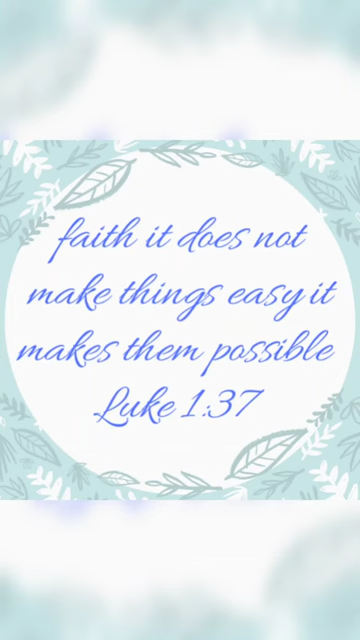 faith it does not
make things easy it
makes them possible
Luke 1:37